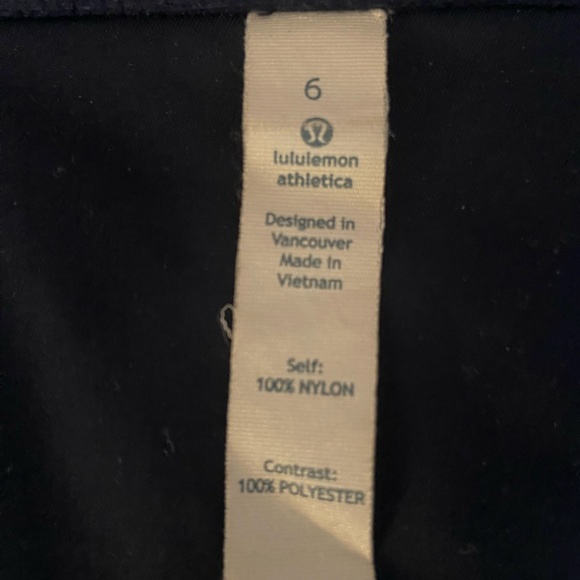 6
lululemon
athletica
Designed in
Vancouver
Made in
Vietnam
Self:
100% NYLON
Contrast:
100% POLYESTER